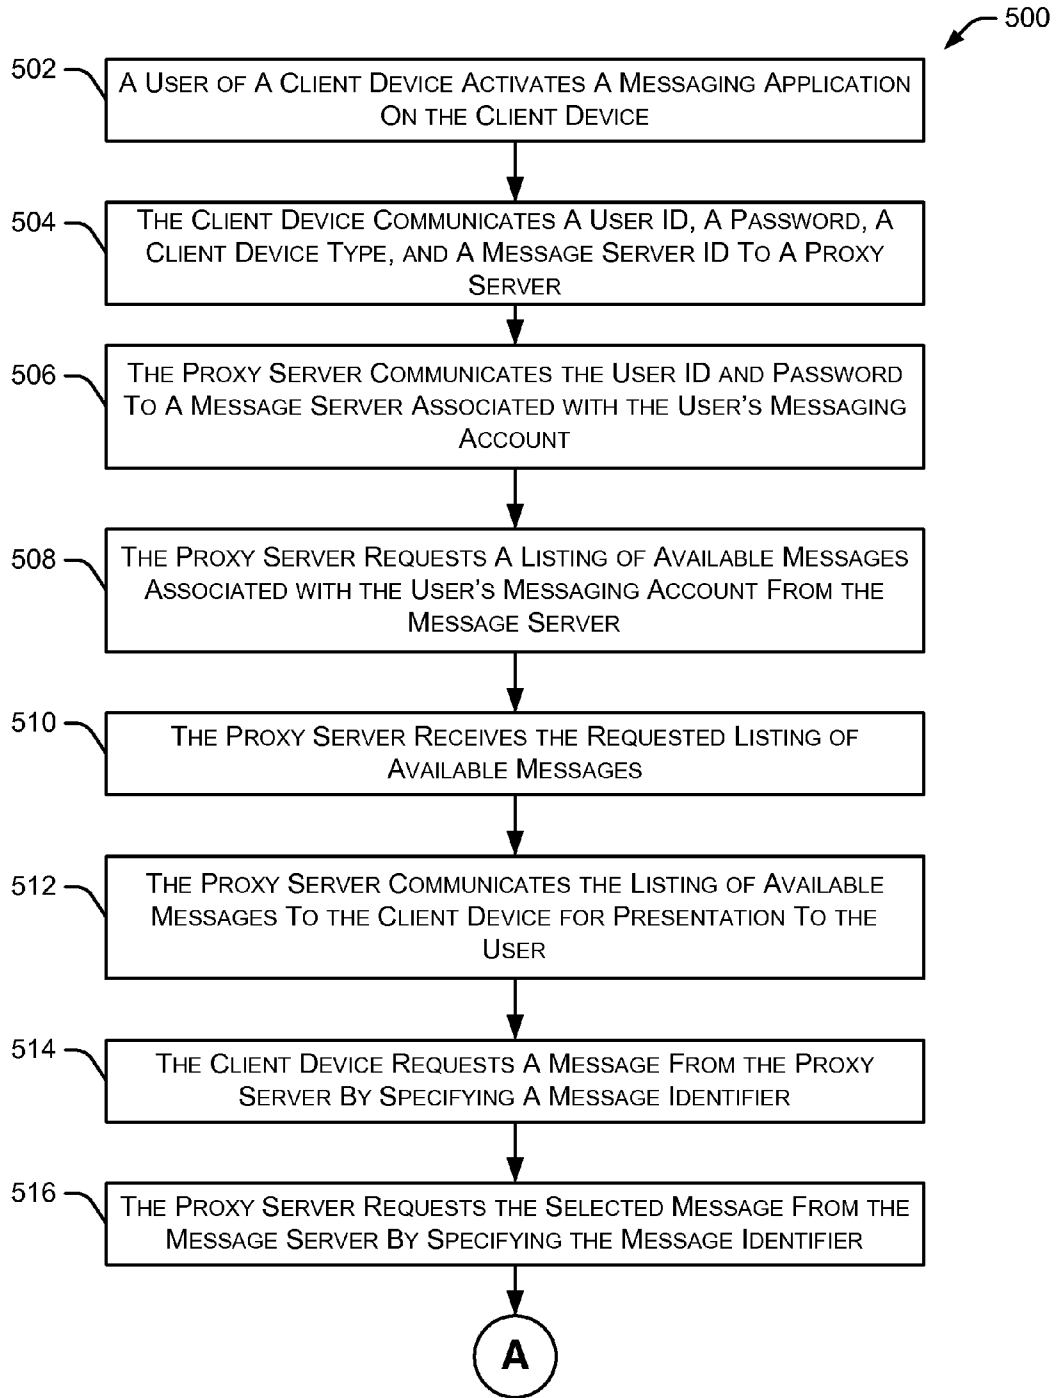 500
502
A USER OF A CLIENT DEVICE ACTIVATES A MESSAGING APPLICATION
ON THE CLIENT DEVICE
504
THE CLIENT DEVICE COMMUNICATES A USER ID, A PASSWORD, A
CLIENT DEVICE TYPE, AND A MESSAGE SERVER ID TO A PROXY
SERVER
506
THE PROXY SERVER COMMUNICATES THE USER ID AND PASSWORD
TO A MESSAGE SERVER ASSOCIATED WITH THE USER'S MESSAGING
ACCOUNT
508
THE PROXY SERVER REQUESTS A LISTING OF AVAILABLE MESSAGES
ASSOCIATED WITH THE USER'S MESSAGING ACCOUNT FROM THE
MESSAGE SERVER
510
THE PROXY SERVER RECEIVES THE REQUESTED LISTING OF
AVAILABLE MESSAGES
512
THE PROXY SERVER COMMUNICATES THE LISTING OF AVAILABLE
MESSAGES TO THE CLIENT DEVICE FOR PRESENTATION TO THE
USER
514
THE CLIENT DEVICE REQUESTS A MESSAGE FROM THE PROXY
SERVER BY SPECIFYING A MESSAGE IDENTIFIER
516
THE PROXY SERVER REQUESTS THE SELECTED MESSAGE FROM THE
MESSAGE SERVER BY SPECIFYING THE MESSAGE IDENTIFIER
A